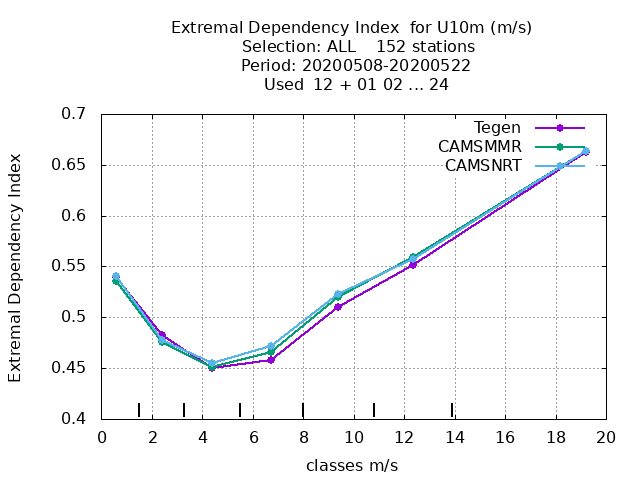 Extremal Dependency Index  for U10m (m/s)
Selection: ALL    152 stations
Period: 20200508-20200522
Used  12 + 01 02 ... 24
Extremal Dependency Index
0.7
0.65
0.6
0.55
0.5
0.45
0.4
Tegen
CAMSMMR
CAMSNRT
0 2 4 6 8 10 12 14 16 18 20
classes m/s